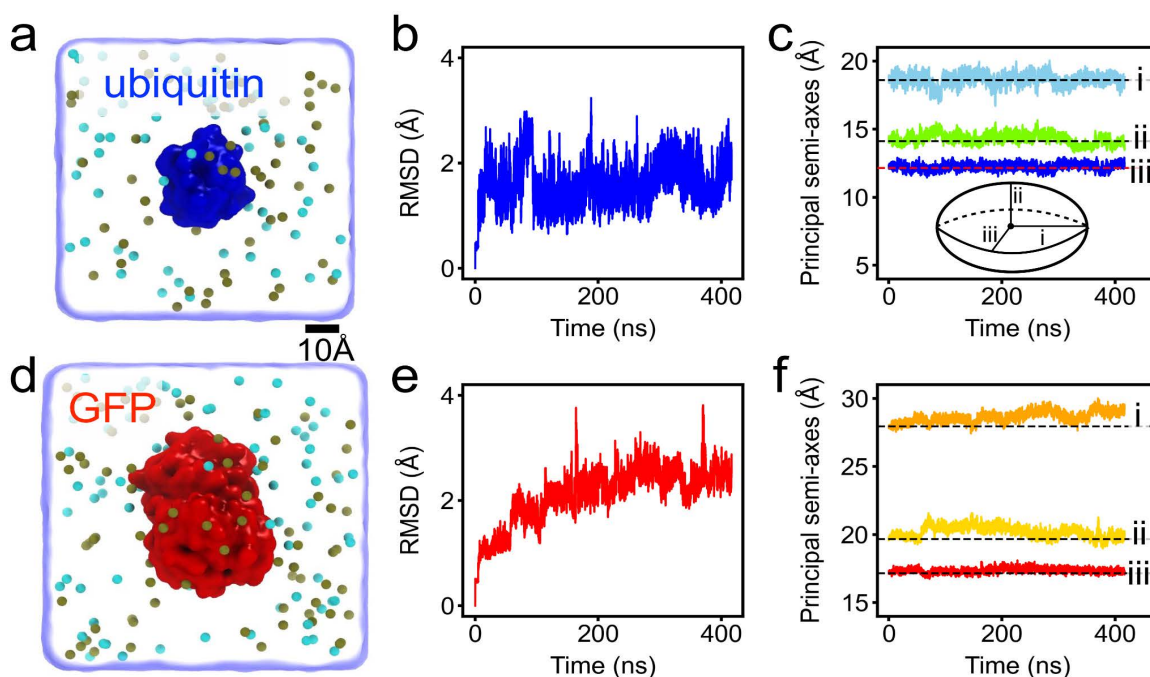 a
ubiquitin
10Å
b
4
2
0
RMSD (Å)
0 200 400
Time (ns)
c
20
15
10
5
Principal semi-axes (Å)
i
ii
iii
ii
iii
i
0 200 400
Time (ns)
d
GFP
e
4
2
0
RMSD (Å)
0 200 400
Time (ns)
f
30
25
20
15
Principal semi-axes (Å)
i
ii
iii
0 200 400
Time (ns)